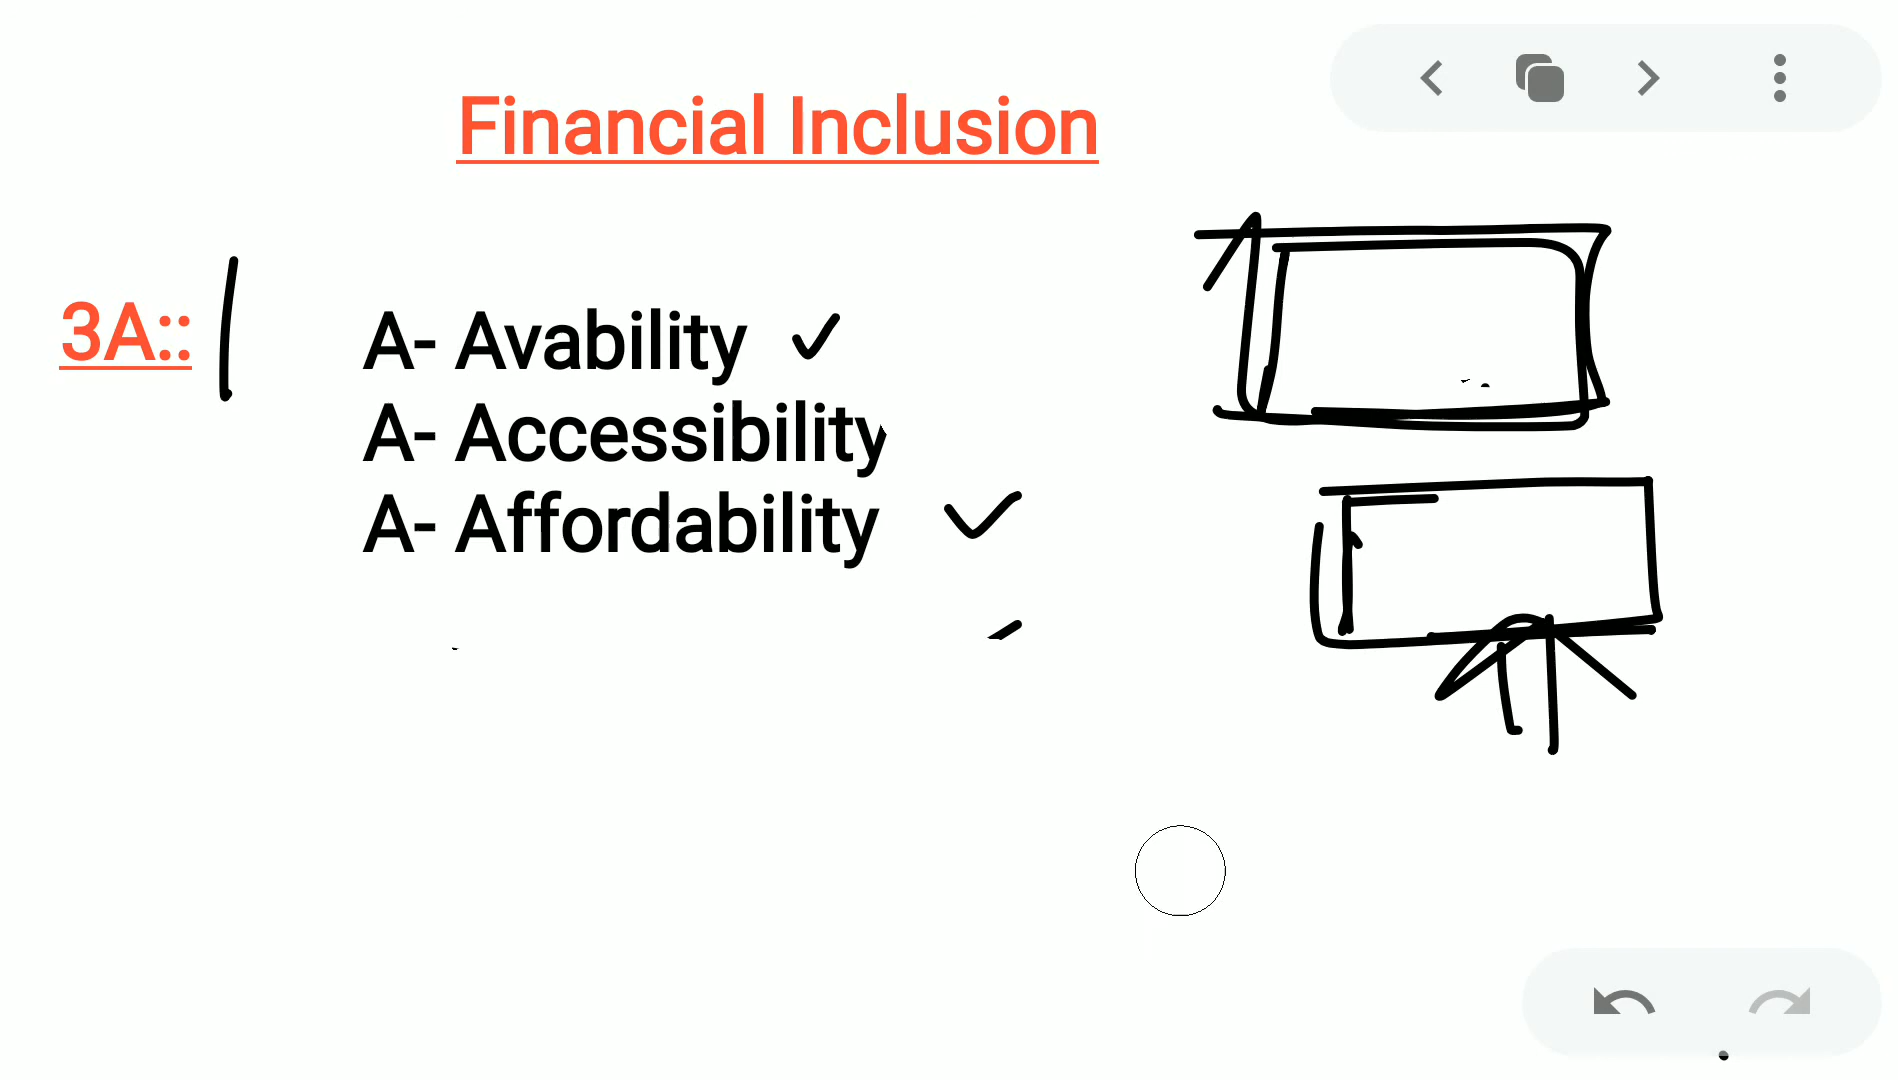 Financial Inclusion
3A::
A- Avability
A- Accessibility
A- Affordability